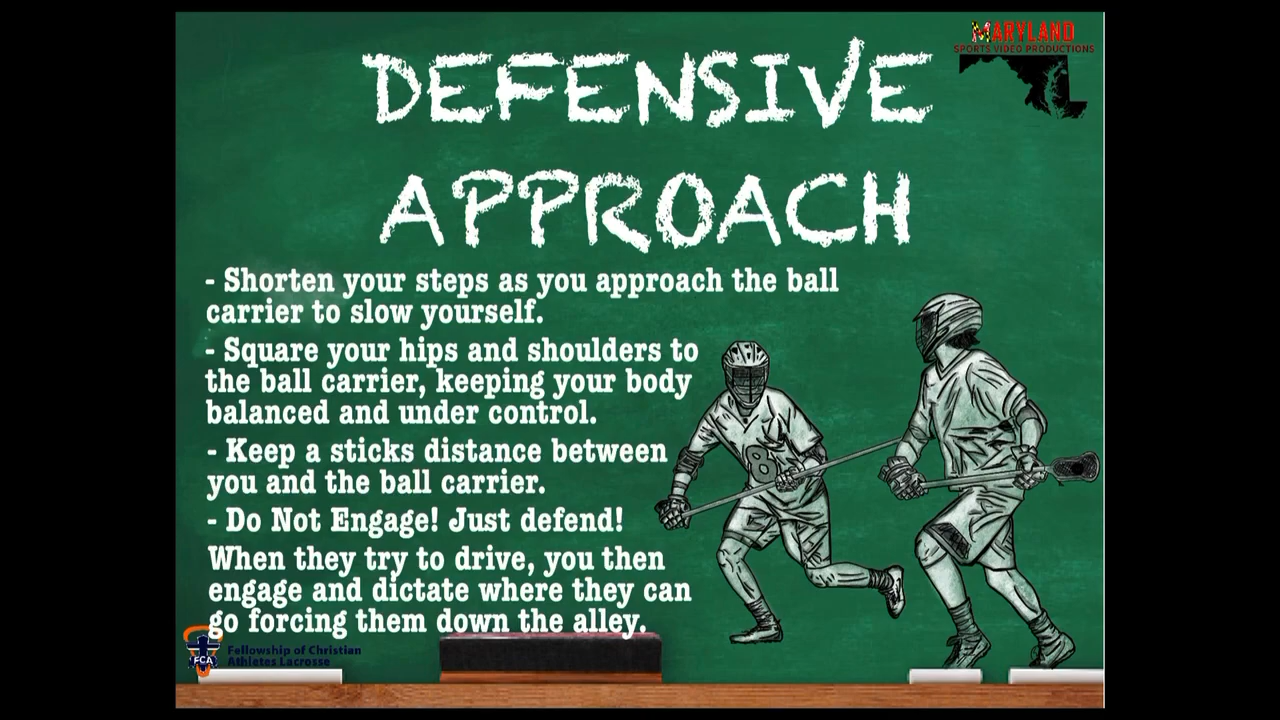 MARYLAND
SPORTS VIDEO PRODUCTIONS
DEFENSIVE
APPROACH
- Shorten your steps as you approach the ball
carrier to slow yourself.
- Square your hips and shoulders to
the ball carrier, keeping your body
balanced and under control.
- Keep a sticks distance between
you and the ball carrier.
- Do Not Engage! Just defend!
When they try to drive, you then
engage and dictate where they can
go forcing them down the alley.
8
FCA
Fellowship of Christian
Athletes Lacrosse